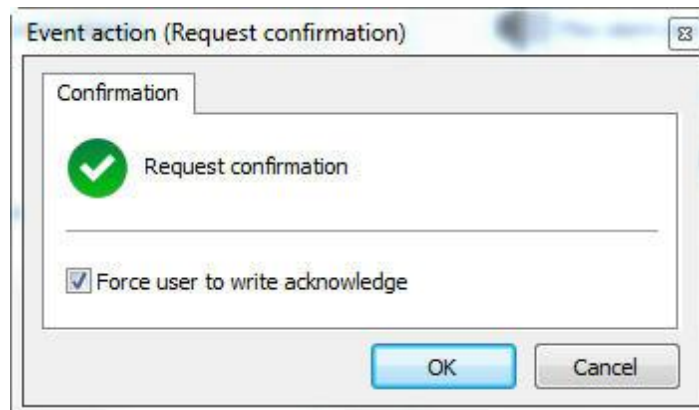 Event action (Request confirmation)
Confirmation
Request confirmation
Force user to write acknowledge
OK
Cancel